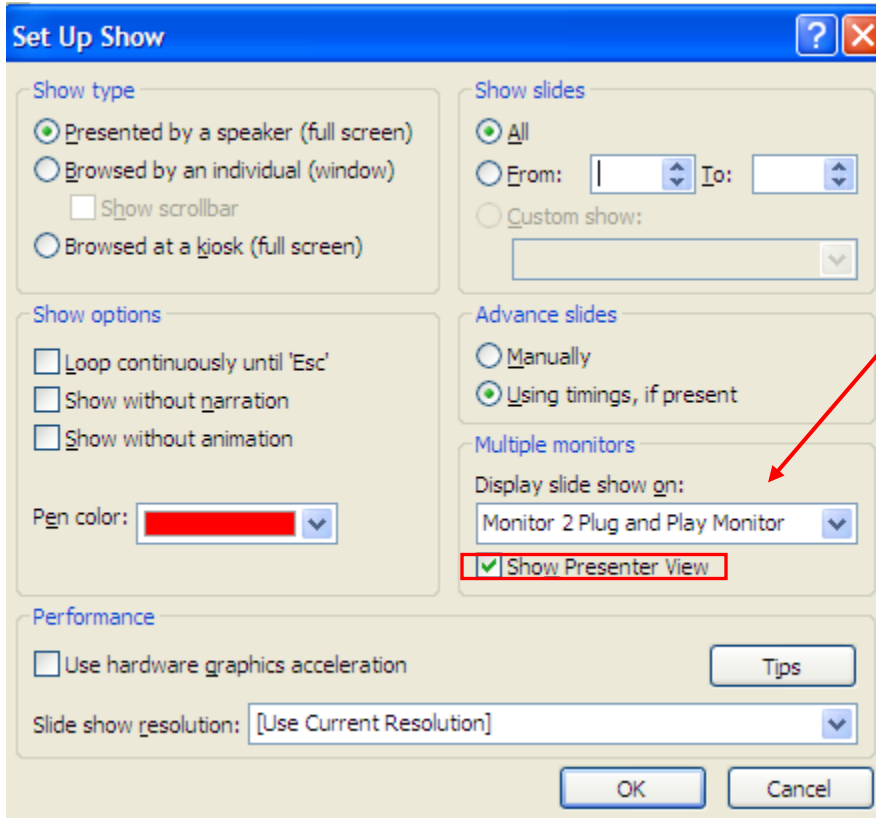 Set Up Show
Show type
Presented by a speaker (full screen)
Browsed by an individual (window)
Show scrollbar
Browsed at a kiosk (full screen)
Show slides
All
From: To:
Custom show:
Show options
Loop continuously until 'Esc'
Show without narration
Show without animation
Pen color:
Advance slides
Manually
Using timings, if present
Multiple monitors
Display slide show on:
Monitor 2 Plug and Play Monitor
Show Presenter View
Performance
Use hardware graphics acceleration
Tips
Slide show resolution: [Use Current Resolution]
OK Cancel